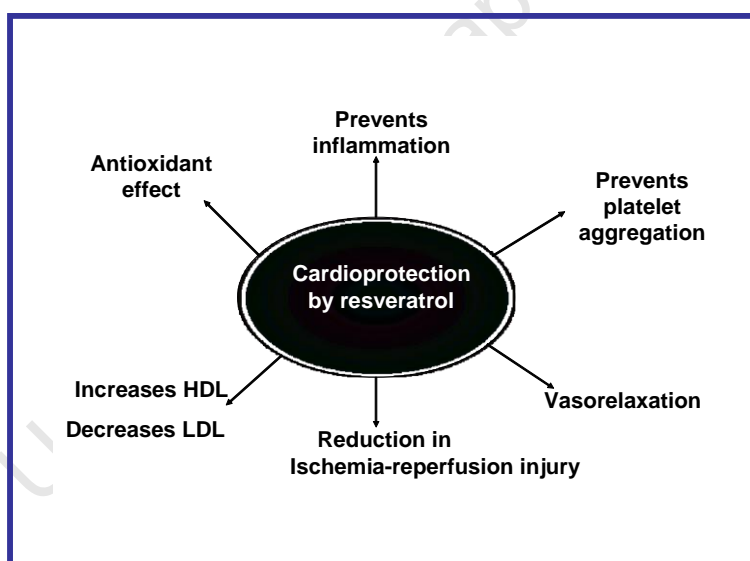 Prevents
inflammation
Antioxidant
effect
Prevents
platelet
aggregation
Cardioprotection
by resveratrol
Increases HDL
Decreases LDL
Vasorelaxation
Reduction in
Ischemia-reperfusion injury